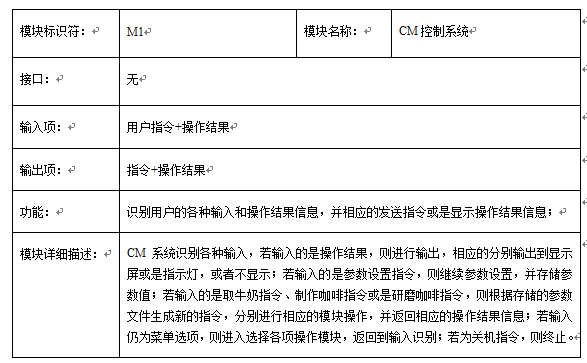 模块标识符： M1 模块名称： CM 控制系统
接口： 无
输入项： 用户指令+操作结果
输出项： 指令+操作结果
功能： 识别用户的各种输入和操作结果信息，并相应的发送指令或是显示操作结果信息；
模块详细描述： CM 系统识别各种输入，若输入的是操作结果，则进行输出，相应的分别输出到显示
屏或是指示灯，或者不显示；若输入的是参数设置指令，则继续参数设置，并存储参
数值；若输入的是取牛奶指令、制作咖啡指令或是研磨咖啡指令，则根据存储的参数
文件生成新的指令，分别进行相应的模块操作，并返回相应的操作结果信息；若输入
仍为菜单选项，则进入选择各项操作模块，返回到输入识别；若为关机指令，则终止。